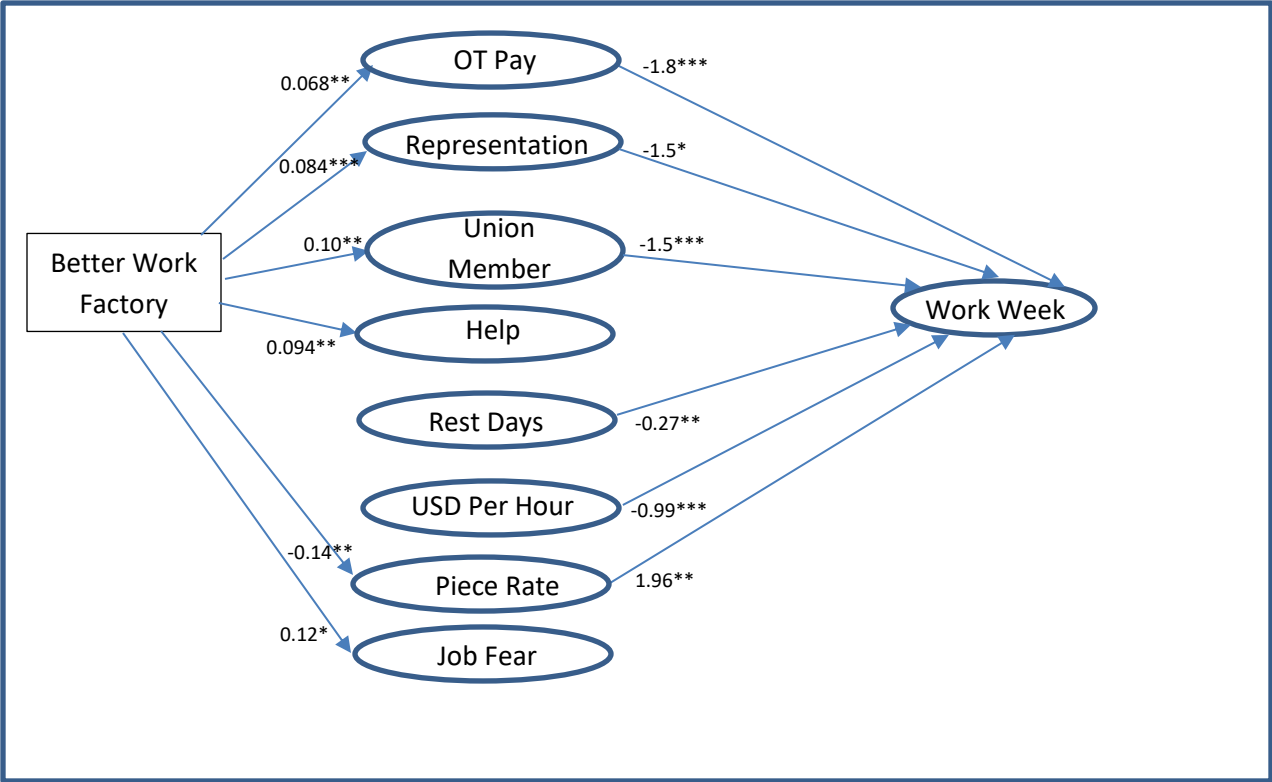 OT Pay
-1.8***
0.068**
Representation
-1.5*
0.084***
Union
Member
0.10**
-1.5***
Better Work
Factory
Work Week
Help
0.094**
Rest Days
-0.27**
USD Per Hour
-0.99***
-0.14**
Piece Rate
1.96**
0.12*
Job Fear